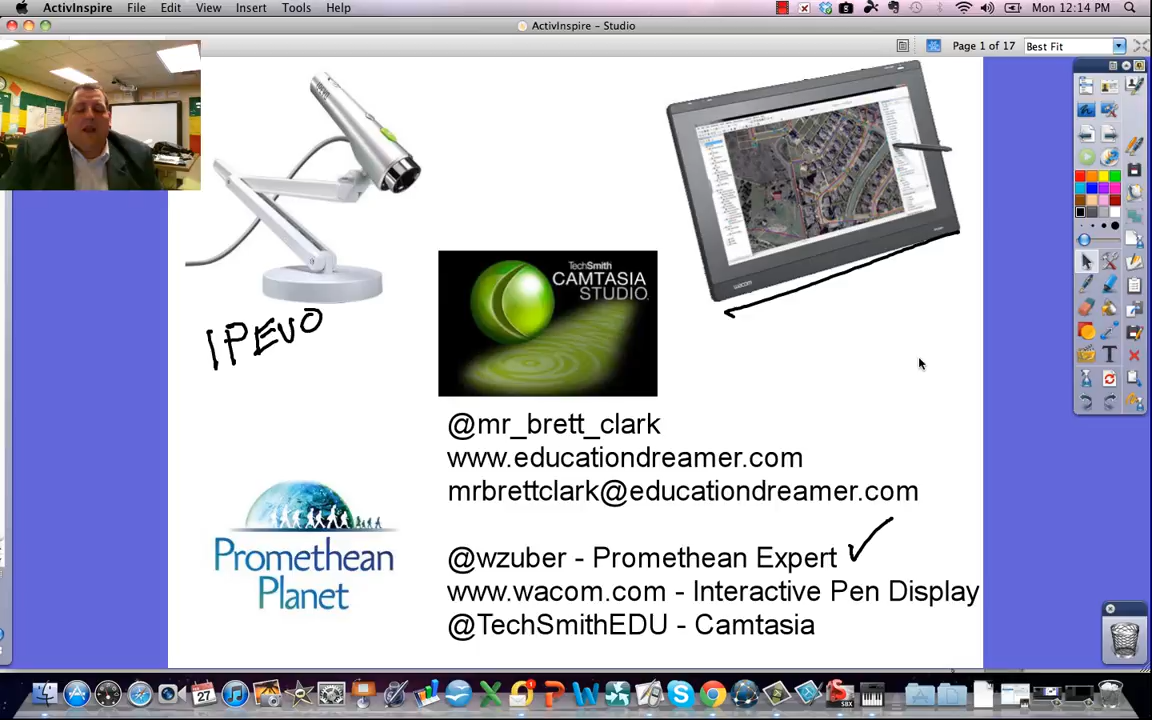 ActivInspire File Edit View Insert Tools Help Mon 12:14 PM
ActivInspire - Studio
Page 1 of 17 Best Fit
wacom
IPEVO
TechSmith
CAMTASIA
STUDIO
@mr_brett_clark
www.educationdreamer.com
mrbrettclark@educationdreamer.com
Promethean
Planet
@wzuber - Promethean Expert
www.wacom.com - Interactive Pen Display
@TechSmithEDU - Camtasia
27